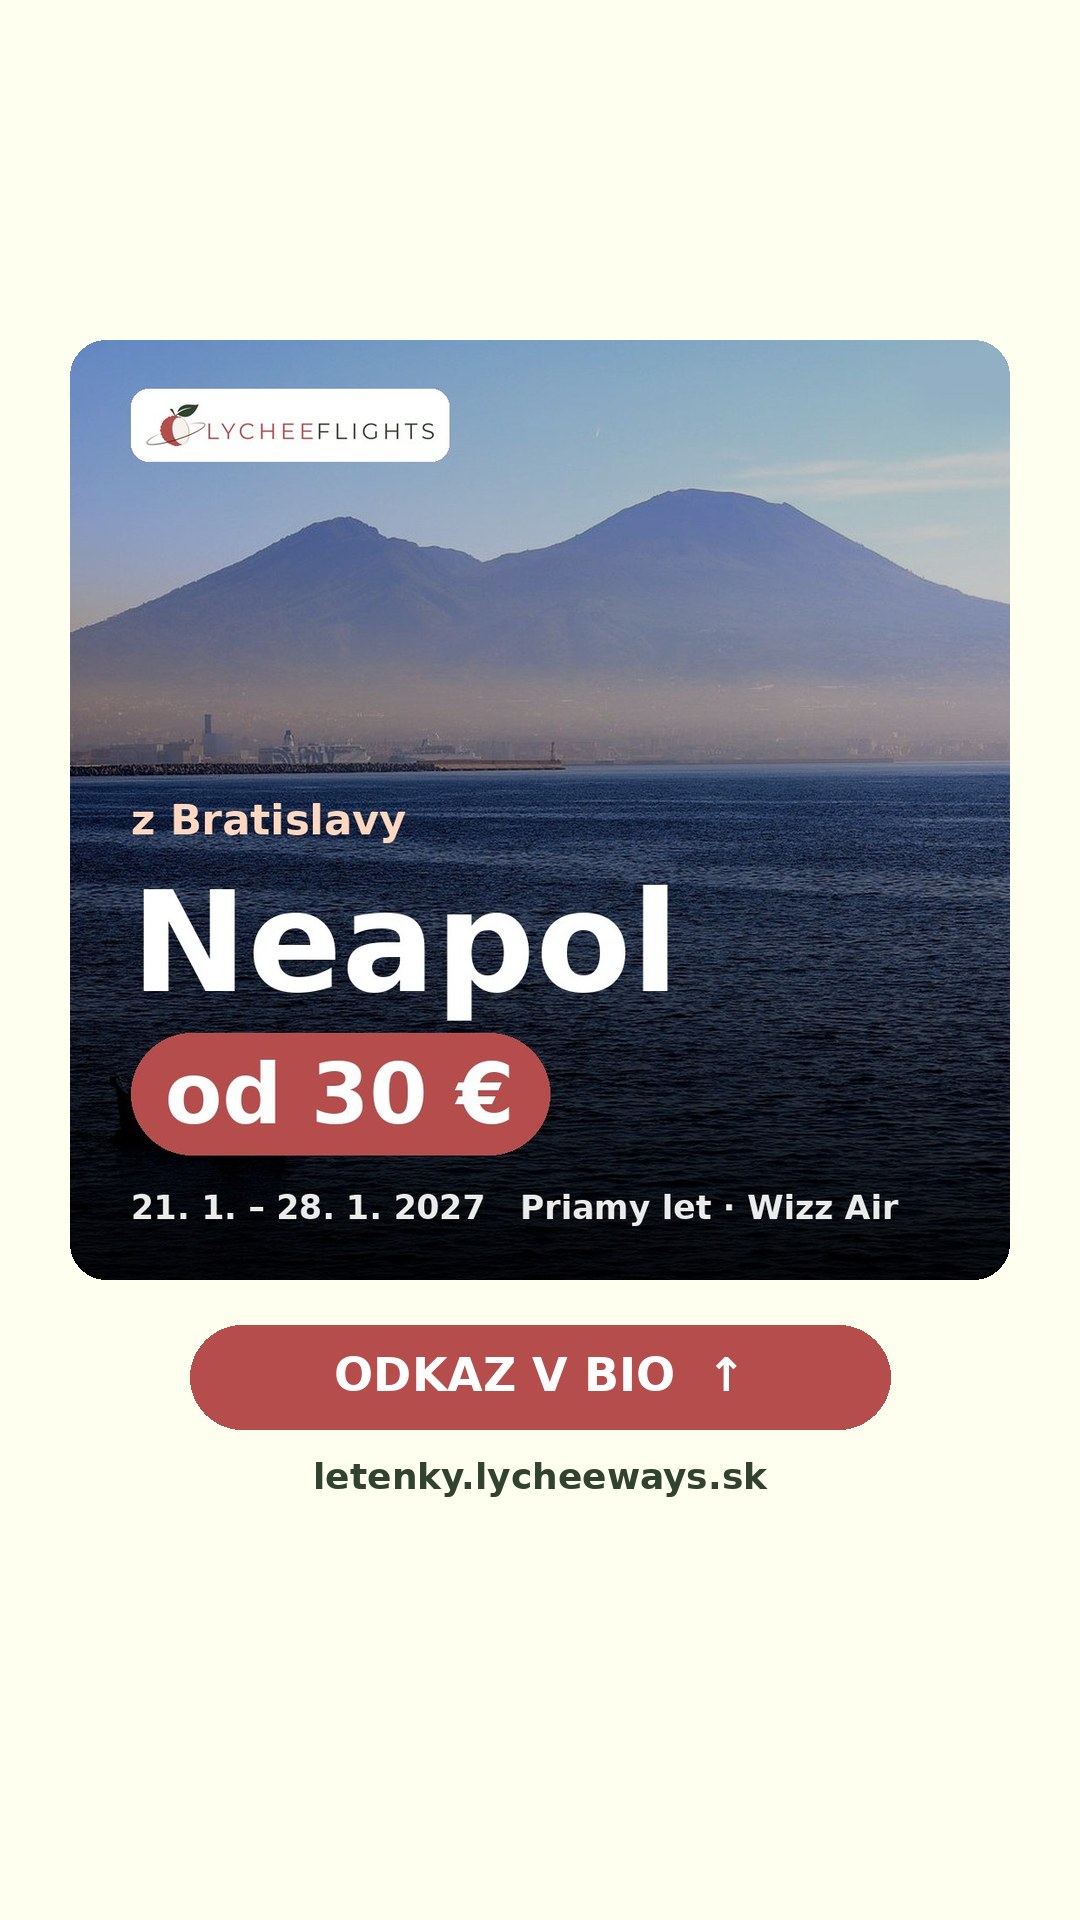 LYCHEEFLIGHTS
z Bratislavy
Neapol
od 30 €
21. 1. – 28. 1. 2027 Priamy let · Wizz Air
ODKAZ V BIO ↑
letenky.lycheeways.sk